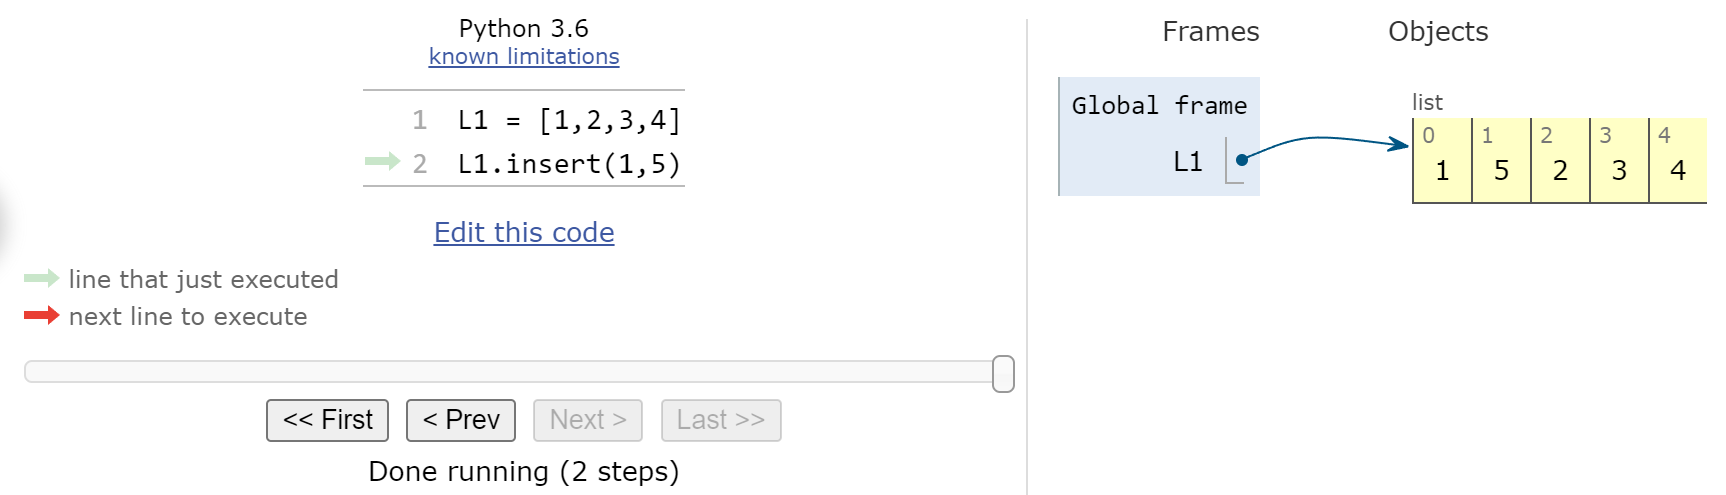 Python 3.6
known limitations
1 L1 = [1,2,3,4]
2 L1.insert(1,5)
Edit this code
line that just executed
next line to execute
<< First < Prev Next > Last >>
Done running (2 steps)
Frames Objects
Global frame
L1
list
0 1 2 3 4
1 5 2 3 4